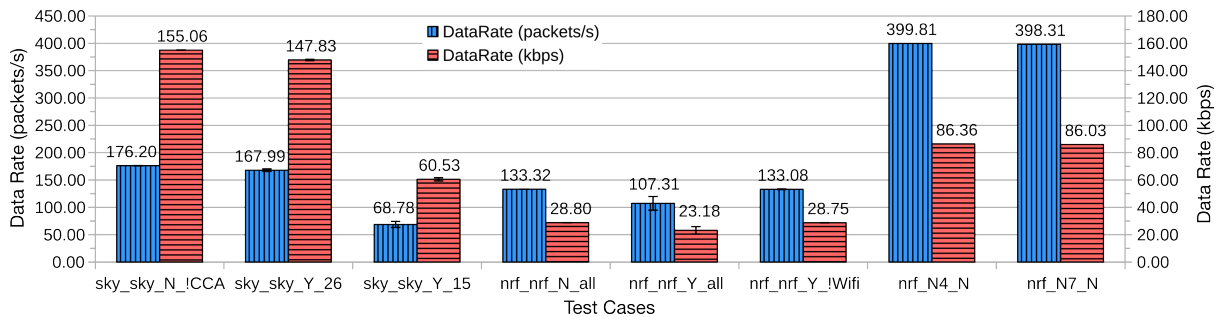 DataRate (packets/s)
DataRate (kbps)
Data Rate (packets/s)
450.00
400.00
350.00
300.00
250.00
200.00
150.00
100.00
50.00
0.00
176.20
155.06
167.99
147.83
68.78
60.53
133.32
28.80
107.31
23.18
133.08
28.75
399.81
86.36
398.31
86.03
180.00
160.00
140.00
120.00
100.00
80.00
60.00
40.00
20.00
0.00
Data Rate (kbps)
sky_sky_N_!CCA
sky_sky_Y_26
sky_sky_Y_15
nrf_nrf_N_all
nrf_nrf_Y_all
nrf_nrf_Y_!Wifi
nrf_N4_N
nrf_N7_N
Test Cases